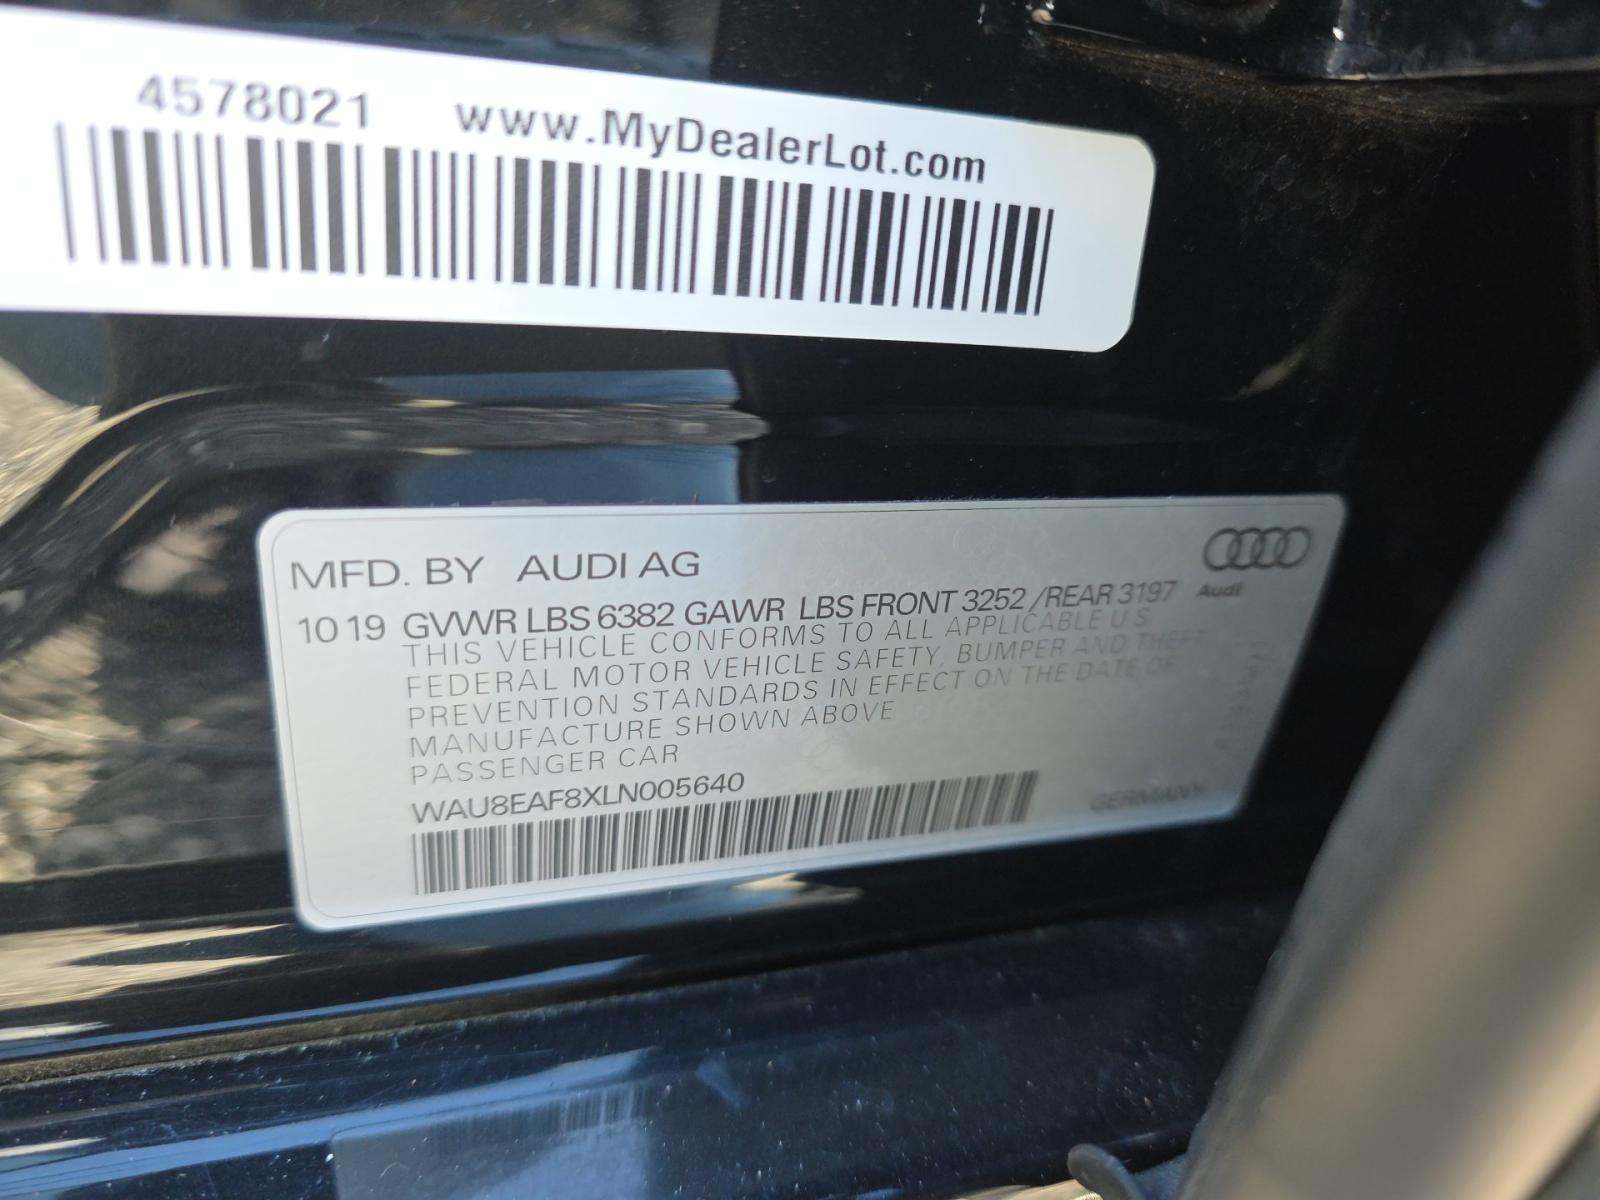 4578021 www.MyDealerLot.com
MFD. BY AUDI AG
Audi
10 19 GVWR LBS 6382 GAWR LBS FRONT 3252 /REAR 3197
THIS VEHICLE CONFORMS TO ALL APPLICABLE U S
FEDERAL MOTOR VEHICLE SAFETY, BUMPER AND THEFT
PREVENTION STANDARDS IN EFFECT ON THE DATE OF
MANUFACTURE SHOWN ABOVE
PASSENGER CAR
WAU8EAF8XLN005640
GERMANY